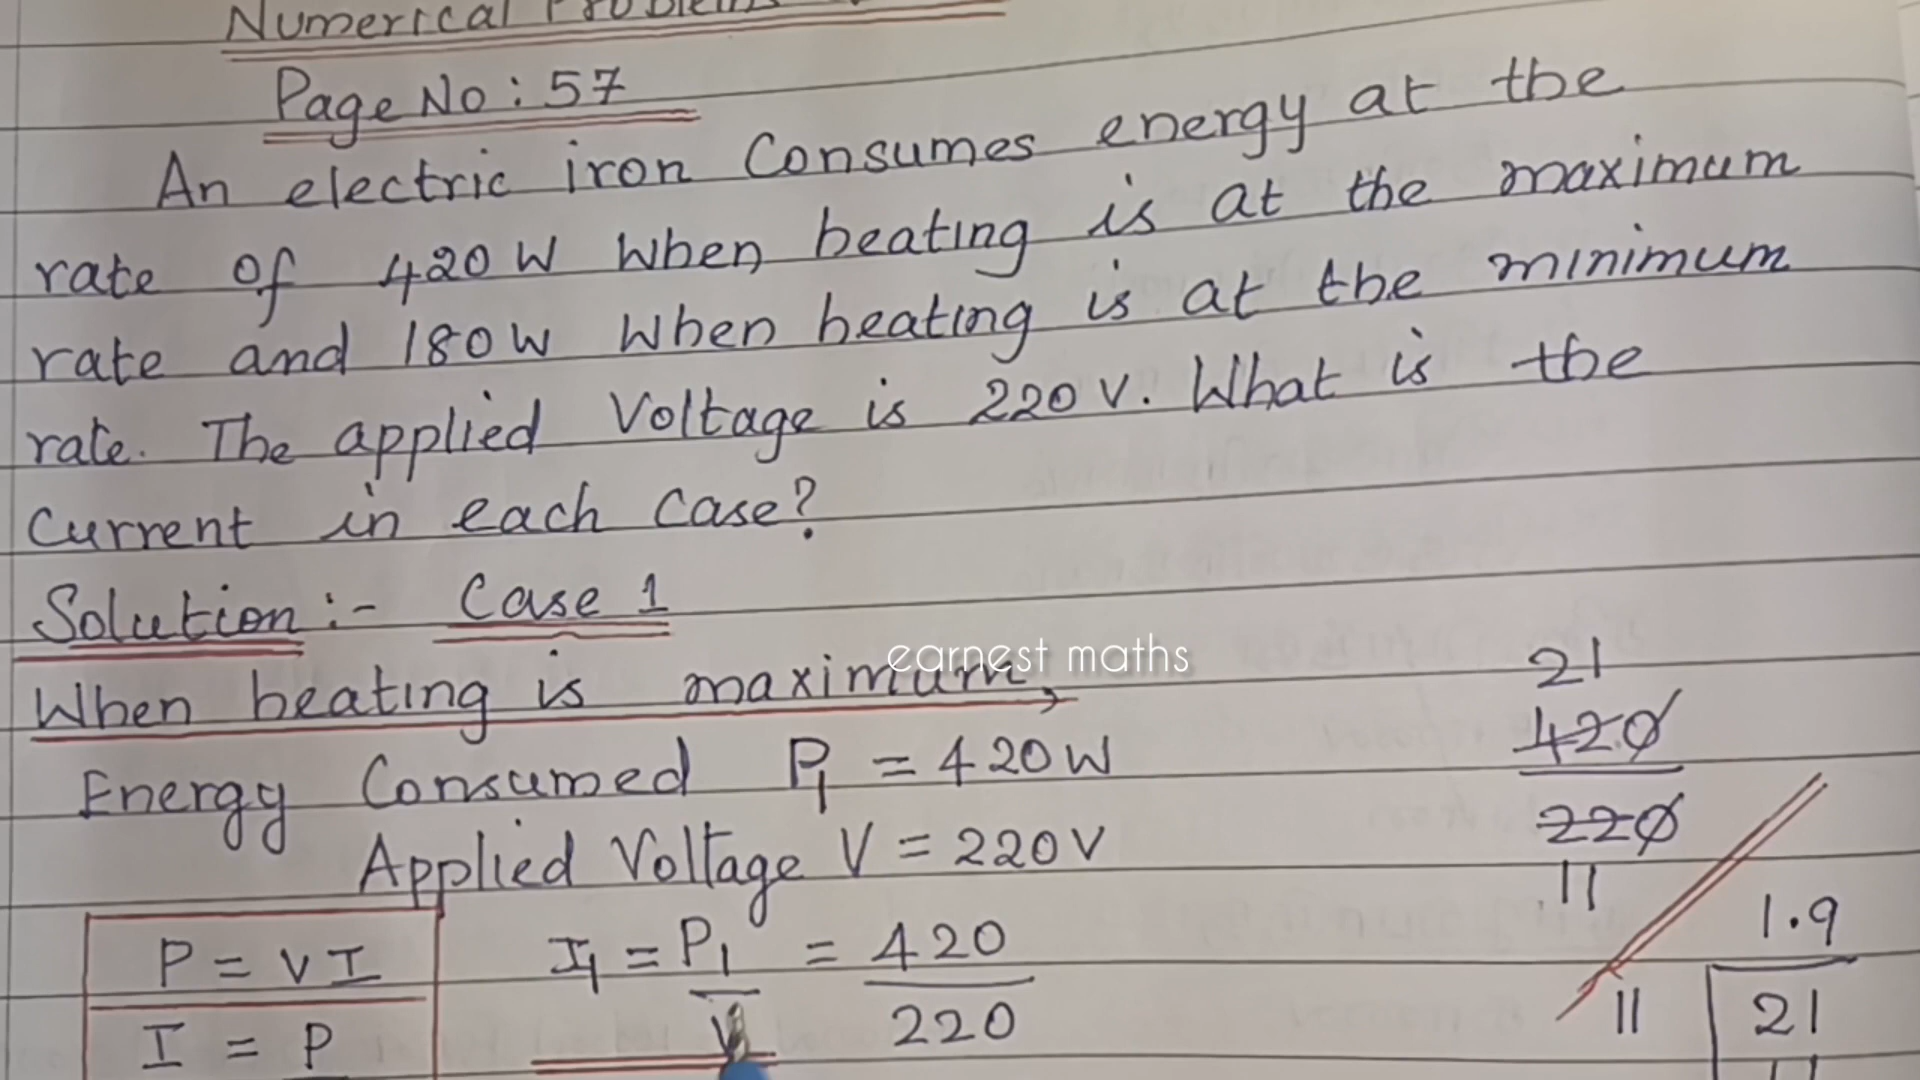 Numerical Problems
Page No: 57
An electric iron Consumes energy at the
rate of 420 W When heating is at the maximum
rate and 180 W When heating is at the minimum
rate. The applied Voltage is 220 V. What is the
Current in each Case?
Solution:- Case 1
earnest maths
When heating is maximum,
Energy Consumed P1 = 420 W
Applied Voltage V = 220 V
P = VI
I = P
I1 = P1/V = 420/220
21
420
220
11
1.9
11 21
11